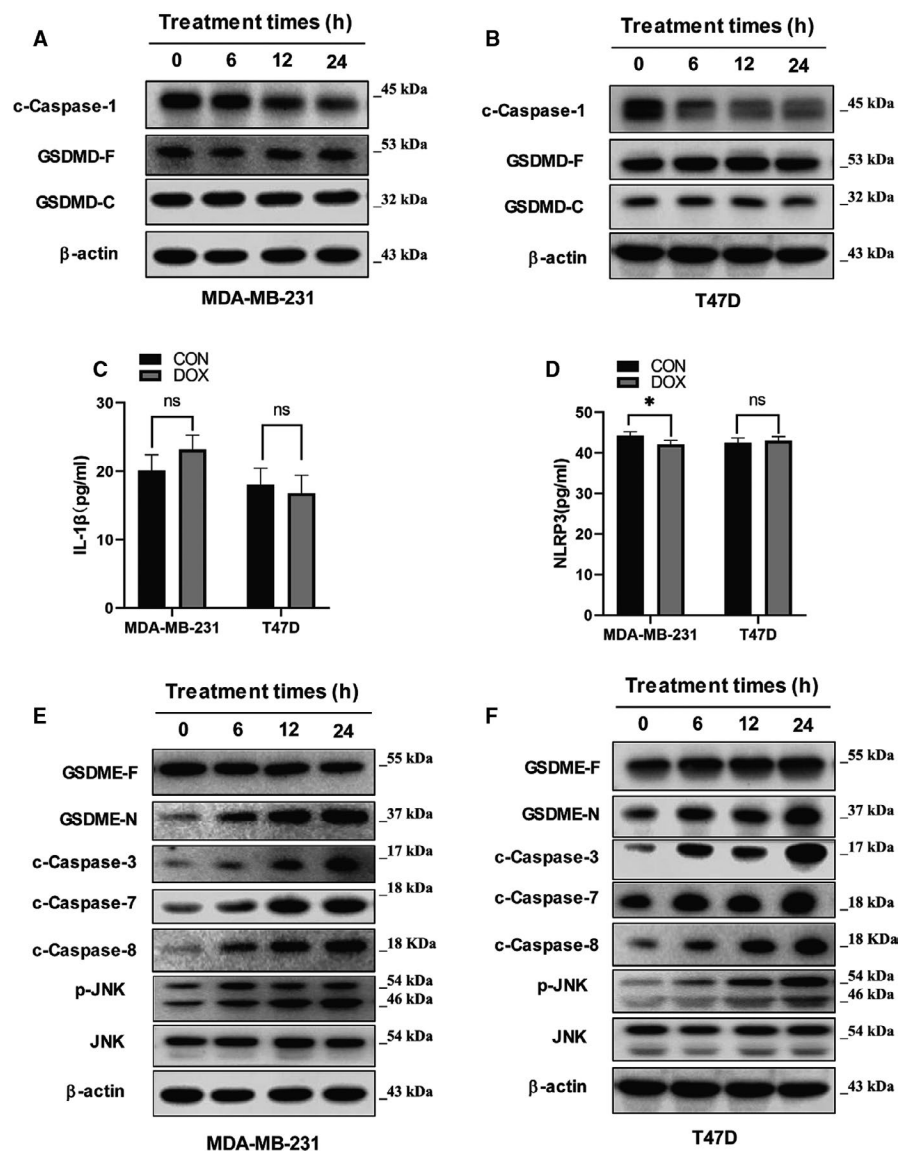 A
Treatment times (h)
0 6 12 24
c-Caspase-1 _45 kDa
GSDMD-F _53 kDa
GSDMD-C _32 kDa
β-actin _43 kDa
MDA-MB-231
B
Treatment times (h)
0 6 12 24
c-Caspase-1 _45 kDa
GSDMD-F _53 kDa
GSDMD-C _32 kDa
β-actin _43 kDa
T47D
C
CON
DOX
ns ns
IL-1β(pg/ml)
30
20
10
0
MDA-MB-231 T47D
D
CON
DOX
* ns
NLRP3(pg/ml)
50
40
30
20
10
0
MDA-MB-231 T47D
E
Treatment times (h)
0 6 12 24
GSDME-F _55 kDa
GSDME-N _37 kDa
c-Caspase-3 _17 kDa
c-Caspase-7 _18 kDa
c-Caspase-8 _18 KDa
p-JNK _54 kDa
_46 kDa
JNK _54 kDa
β-actin _43 kDa
MDA-MB-231
F
Treatment times (h)
0 6 12 24
GSDME-F _55 kDa
GSDME-N _37 kDa
c-Caspase-3 _17 kDa
c-Caspase-7 _18 kDa
c-Caspase-8 _18 KDa
p-JNK _54 kDa
_46 kDa
JNK _54 kDa
β-actin _43 kDa
T47D